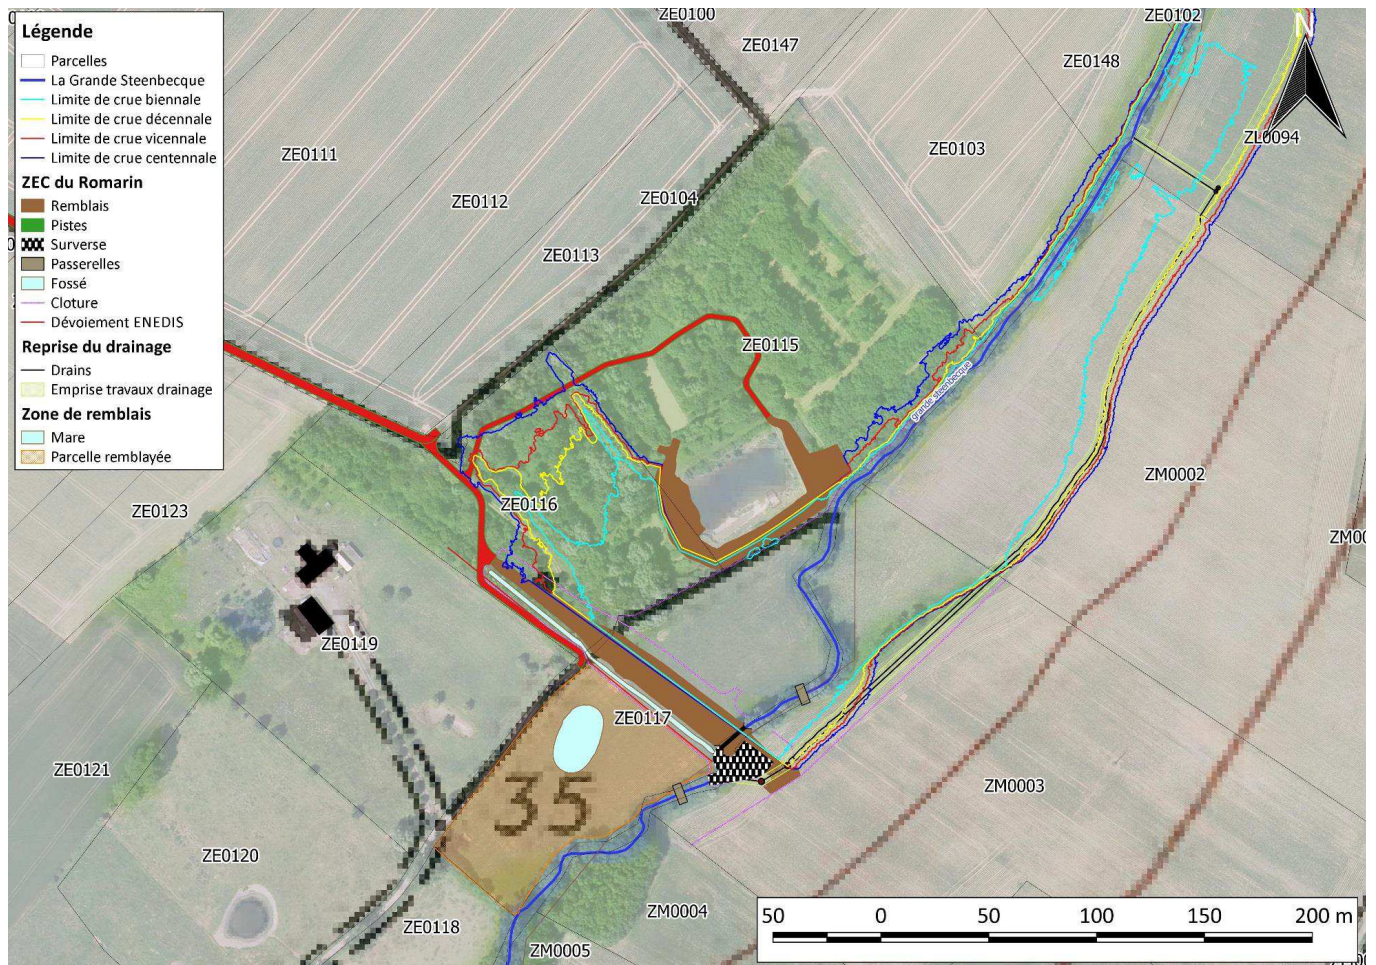 Légende
Parcelles
La Grande Steenbecque
Limite de crue biennale
Limite de crue décennale
Limite de crue vicennale
Limite de crue centennale
ZEC du Romarin
Remblais
Pistes
Surverse
Passerelles
Fossé
Cloture
Dévoiement ENEDIS
Reprise du drainage
Drains
Emprise travaux drainage
Zone de remblais
Mare
Parcelle remblayée
ZE0100
ZE0102
N
ZE0147
ZE0148
ZL0094
ZE0111
ZE0103
ZE0112
ZE0104
ZE0113
ZE0115
grande steenbecque
ZM0002
ZE0116
ZE0123
ZE0119
ZE0117
ZE0121
35
ZM0003
ZE0120
ZM0004
ZE0118
ZM0005
50 0 50 100 150 200 m